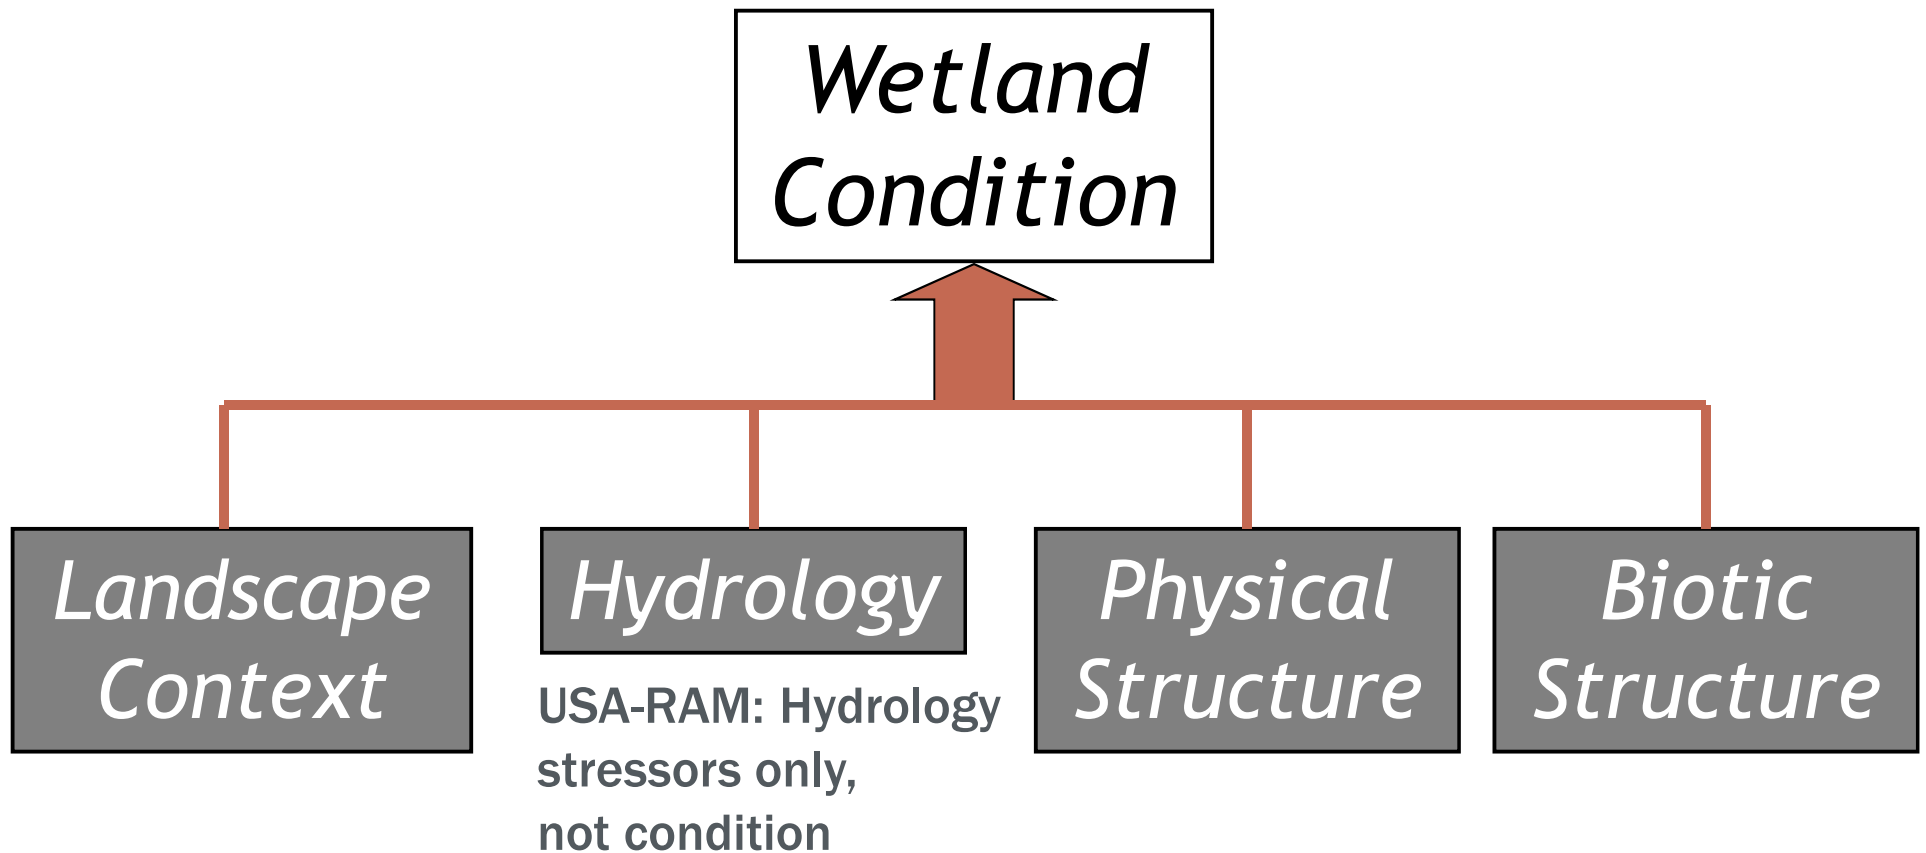 Wetland
Condition
Landscape
Context
Hydrology
USA-RAM: Hydrology
stressors only,
not condition
Physical
Structure
Biotic
Structure